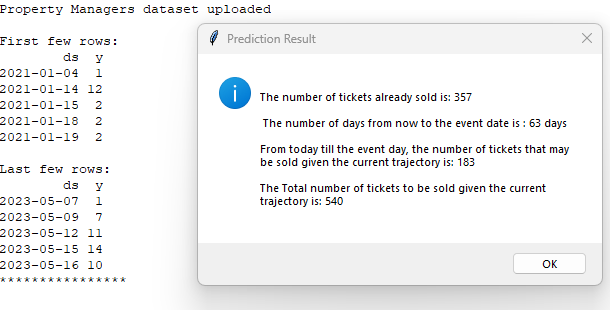 Property Managers dataset uploaded
First few rows:
ds y
2021-01-04 1
2021-01-14 12
2021-01-15 2
2021-01-18 2
2021-01-19 2
Last few rows:
ds y
2023-05-07 1
2023-05-09 7
2023-05-12 11
2023-05-15 14
2023-05-16 10
****************
Prediction Result
The number of tickets already sold is: 357
The number of days from now to the event date is : 63 days
From today till the event day, the number of tickets that may
be sold given the current trajectory is: 183
The Total number of tickets to be sold given the current
trajectory is: 540
OK